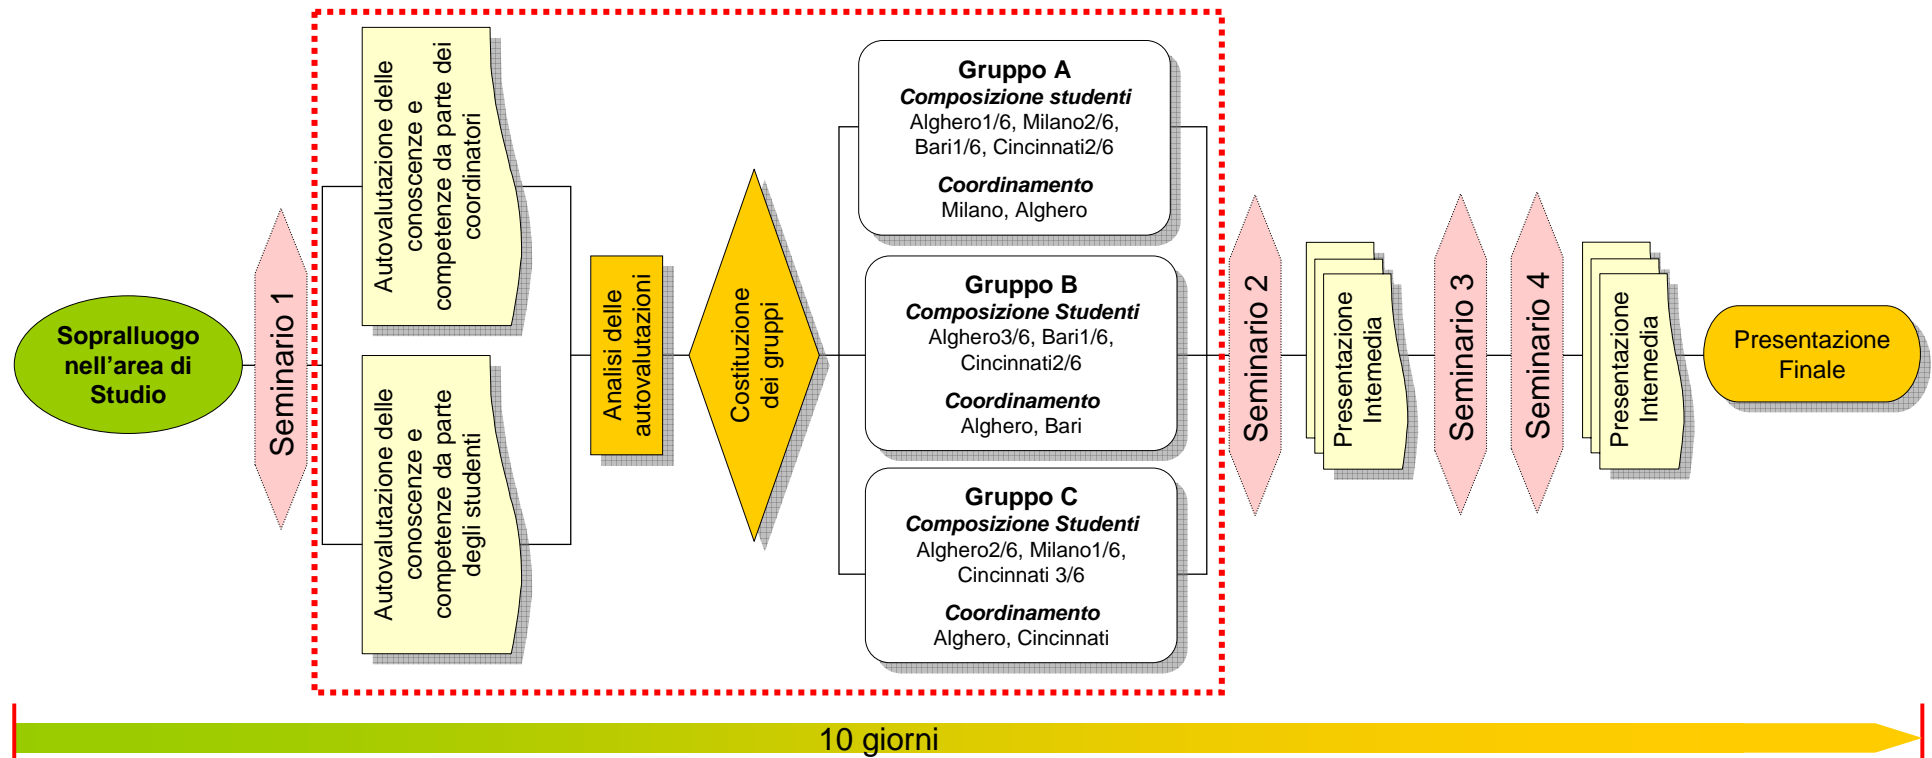 Sopralluogo
nell'area di
Studio
Seminario 1
Autovalutazione delle
conoscenze e
competenze da parte dei
coordinatori
Autovalutazione delle
conoscenze e
competenze da parte
degli studenti
Analisi delle
autovalutazioni
Costituzione
dei gruppi
Gruppo A
Composizione studenti
Alghero1/6, Milano2/6,
Bari1/6, Cincinnati2/6
Coordinamento
Milano, Alghero
Gruppo B
Composizione Studenti
Alghero3/6, Bari1/6,
Cincinnati2/6
Coordinamento
Alghero, Bari
Gruppo C
Composizione Studenti
Alghero2/6, Milano1/6,
Cincinnati 3/6
Coordinamento
Alghero, Cincinnati
Seminario 2
Presentazione
Intemedia
Seminario 3
Seminario 4
Presentazione
Intemedia
Presentazione
Finale
10 giorni